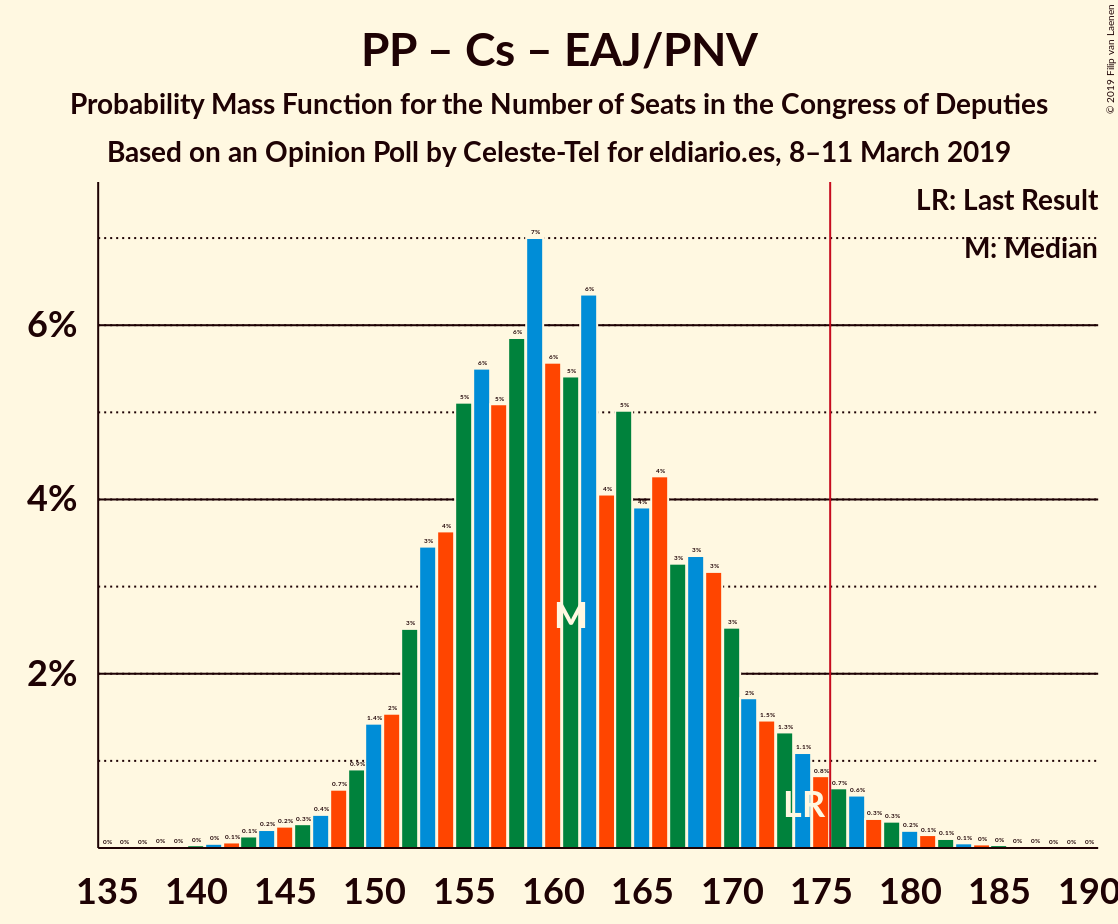 PP – Cs – EAJ/PNV
Probability Mass Function for the Number of Seats in the Congress of Deputies
Based on an Opinion Poll by Celeste-Tel for eldiario.es, 8–11 March 2019
© 2019 Filip van Laenen
LR: Last Result
M: Median
6%
4%
2%
0% 0% 0% 0% 0% 0% 0% 0.1% 0.1% 0.2% 0.2% 0.3% 0.4% 0.7% 0.9% 1.4% 2% 3% 3% 4% 5% 6% 5% 6% 7% 6% 5% 6% 4% 5% 4% 4% 3% 3% 3% 3% 2% 1.5% 1.3% 1.1% 0.8% 0.7% 0.6% 0.3% 0.3% 0.2% 0.1% 0.1% 0.1% 0% 0% 0% 0% 0% 0% 0%
M
LR
135 140 145 150 155 160 165 170 175 180 185 190